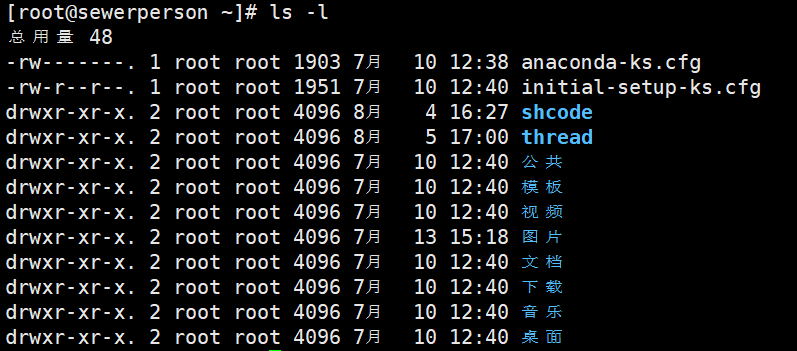 [root@sewerperson ~]# ls -l
总用量 48
-rw-------. 1 root root 1903 7月  10 12:38 anaconda-ks.cfg
-rw-r--r--. 1 root root 1951 7月  10 12:40 initial-setup-ks.cfg
drwxr-xr-x. 2 root root 4096 8月   4 16:27 shcode
drwxr-xr-x. 2 root root 4096 8月   5 17:00 thread
drwxr-xr-x. 2 root root 4096 7月  10 12:40 公共
drwxr-xr-x. 2 root root 4096 7月  10 12:40 模板
drwxr-xr-x. 2 root root 4096 7月  10 12:40 视频
drwxr-xr-x. 2 root root 4096 7月  13 15:18 图片
drwxr-xr-x. 2 root root 4096 7月  10 12:40 文档
drwxr-xr-x. 2 root root 4096 7月  10 12:40 下载
drwxr-xr-x. 2 root root 4096 7月  10 12:40 音乐
drwxr-xr-x. 2 root root 4096 7月  10 12:40 桌面